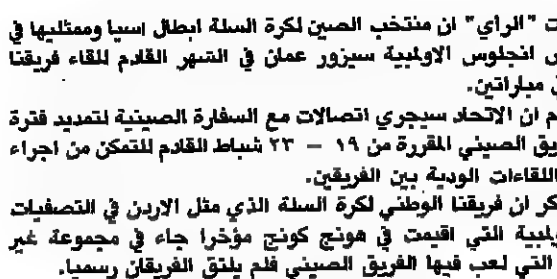 ت "الرأي" ان منتخب الصين لكرة السلة ابطال اسيا وممثليها في
س انجلوس الاولمبية سيزور عمان في الشهر القادم للقاء فريقنا
مباراتين.
م ان الاتحاد سيجري اتصالات مع السفارة الصينية لتمديد فترة
يق الصيني المقررة من ١٩ — ٢٣ شباط القادم للتمكن من اجراء
اللقاءات الودية بين الفريقين.
كر ان فريقنا الوطني لكرة السلة الذي مثل الاردن في التصفيات
لمبية التي اقيمت في هونج كونج مؤخرا جاء في مجموعة غير
التي لعب فيها الفريق الصيني فلم يلتق الفريقان رسميا.